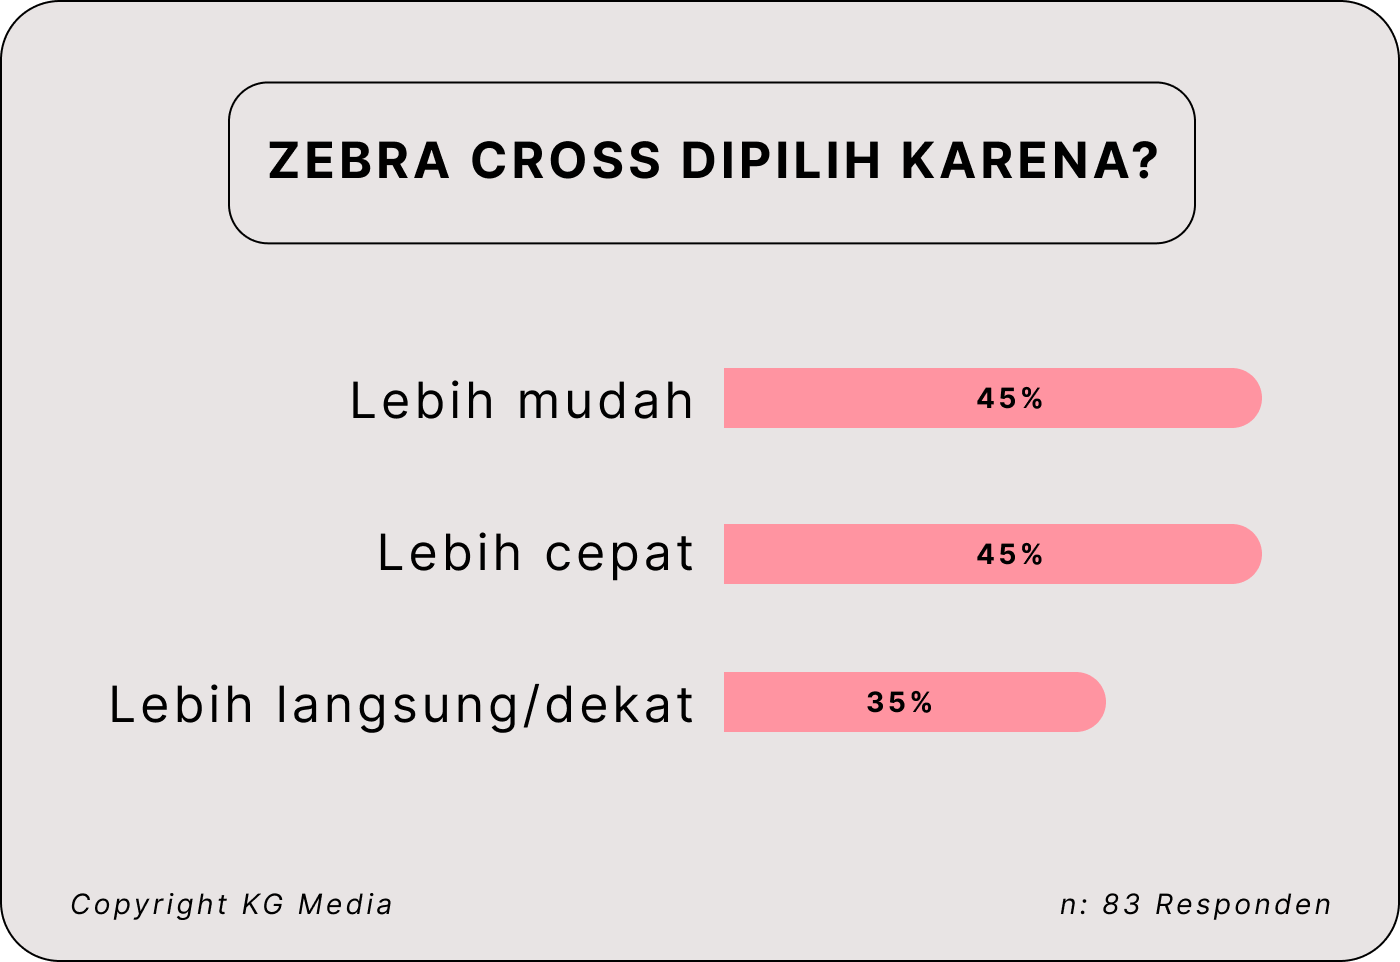 ZEBRA CROSS DIPILIH KARENA?
Lebih mudah 45%
Lebih cepat 45%
Lebih langsung/dekat 35%
Copyright KG Media n: 83 Responden